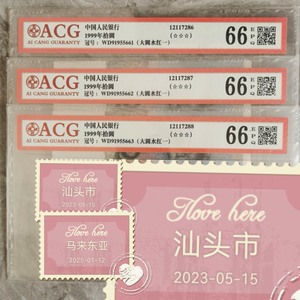 ACG
AI CANG GUARANTY
中国人民银行
1999年拾圆
冠号：WD91955661（大圆水红一）
12117286
(☆☆☆)
66
EPQ
ACG
AI CANG GUARANTY
中国人民银行
1999年拾圆
冠号：WD91955662（大圆水红一）
12117287
(☆☆☆)
66
EPQ
ACG
AI CANG GUARANTY
中国人民银行
1999年拾圆
冠号：WD91955663（大圆水红一）
12117288
(☆☆☆)
66
EPQ
I love here
汕头市
2023-05-15
I love here
马来东亚
I love here
汕头市
2023-05-15